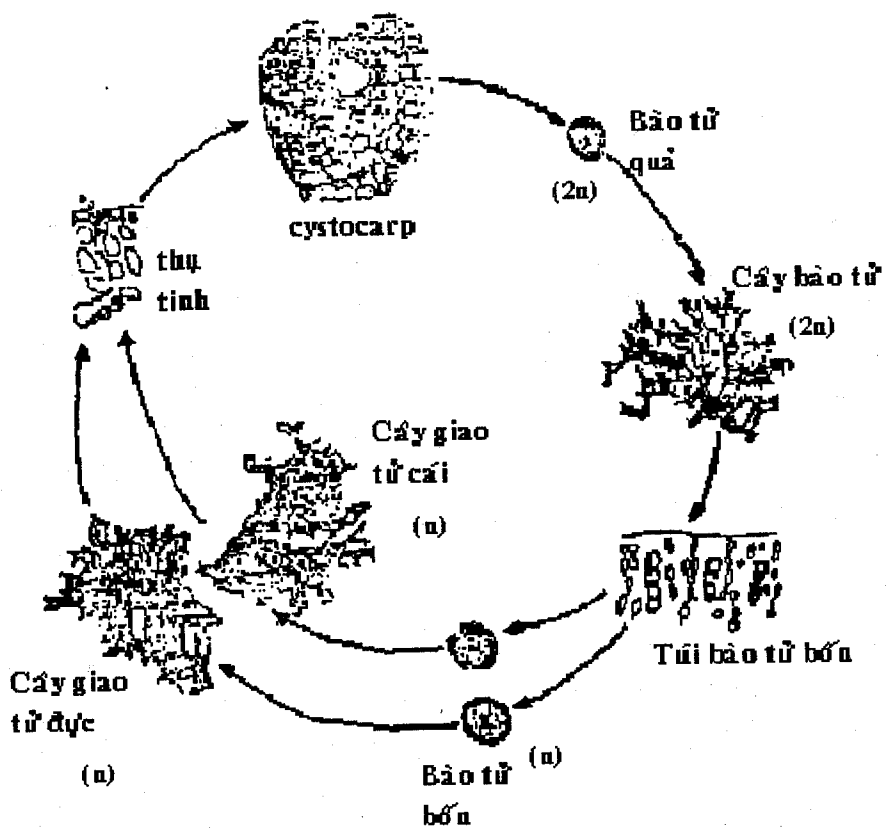 Bào tử
quả
(2n)
cystocarp
thụ
tinh
Cây bào tử
(2n)
Cây giao
tử cái
(n)
Túi bào tử bốn
Cây giao
tử đực
(n)
(n)
Bào tử
bốn